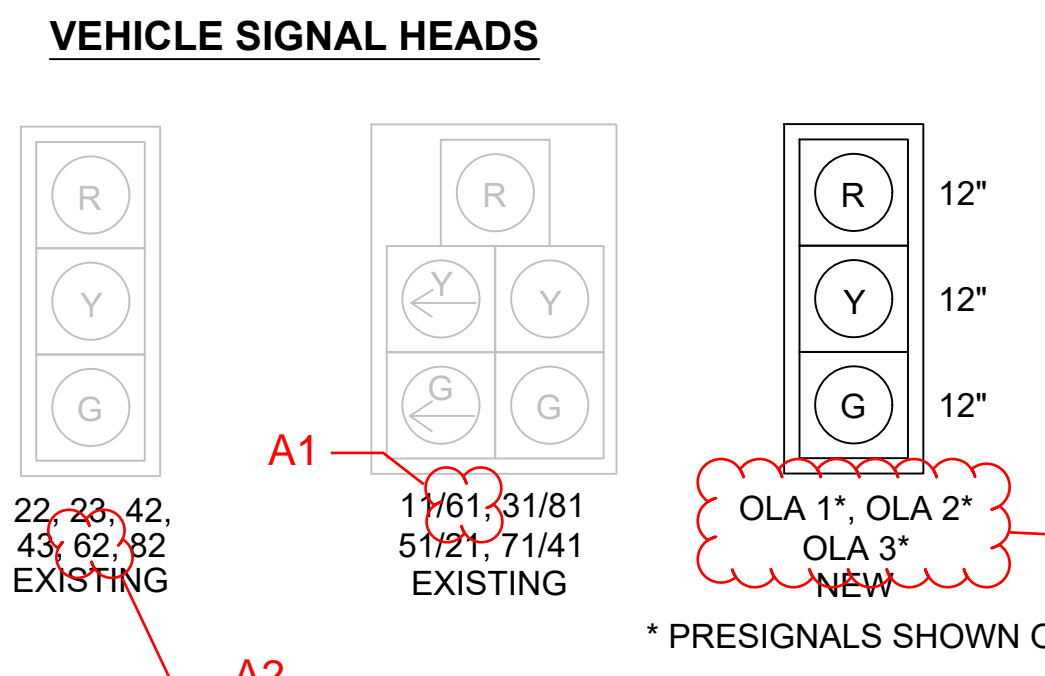 VEHICLE SIGNAL HEADS
R
Y
G
22, 23, 42,
43, 62, 82
EXISTING
R
Y Y
G G
11/61, 31/81
51/21, 71/41
EXISTING
R 12"
Y 12"
G 12"
OLA 1*, OLA 2*
OLA 3*
NEW
* PRESIGNALS SHOWN
A1
A2